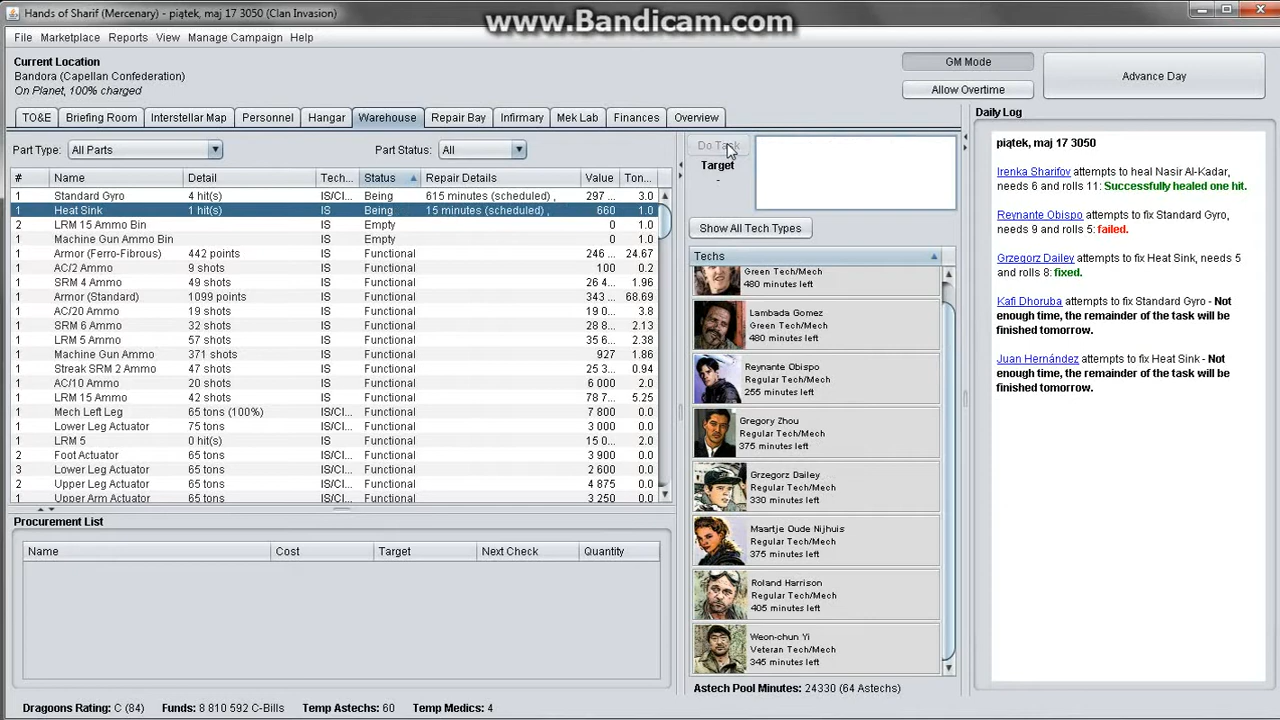 Hands of Sharif (Mercenary) - piątek, maj 17 3050 (Clan Invasion)
www.Bandicam.com
File Marketplace Reports View Manage Campaign Help
Current Location
Bandora (Capellan Confederation)
On Planet, 100% charged
GM Mode
Allow Overtime
Advance Day
TO&E Briefing Room Interstellar Map Personnel Hangar Warehouse Repair Bay Infirmary Mek Lab Finances Overview
Part Type: All Parts Part Status: All
# Name Detail Tech... Status Repair Details Value Ton...
1 Standard Gyro 4 hit(s) IS/Cl... Being 615 minutes (scheduled) , 297 ... 3.0
1 Heat Sink 1 hit(s) IS Being 15 minutes (scheduled) , 660 1.0
2 LRM 15 Ammo Bin IS Empty 0 1.0
1 Machine Gun Ammo Bin IS Empty 0 1.0
1 Armor (Ferro-Fibrous) 442 points IS Functional 246 ... 24.67
1 AC/2 Ammo 9 shots IS Functional 100 0.2
1 SRM 4 Ammo 49 shots IS Functional 26 4... 1.96
1 Armor (Standard) 1099 points IS Functional 343 ... 68.69
1 AC/20 Ammo 19 shots IS Functional 19 0... 3.8
1 SRM 6 Ammo 32 shots IS Functional 28 8... 2.13
1 LRM 5 Ammo 57 shots IS Functional 35 6... 2.38
1 Machine Gun Ammo 371 shots IS Functional 927 1.86
1 Streak SRM 2 Ammo 47 shots IS Functional 25 3... 0.94
1 AC/10 Ammo 20 shots IS Functional 6 000 2.0
1 LRM 15 Ammo 42 shots IS Functional 78 7... 5.25
1 Mech Left Leg 65 tons (100%) IS/Cl... Functional 7 800 0.0
1 Lower Leg Actuator 75 tons IS/Cl... Functional 6 000 0.0
1 LRM 5 0 hit(s) IS Functional 15 0... 2.0
1 Foot Actuator 65 tons IS/Cl... Functional 3 900 0.0
3 Lower Leg Actuator 65 tons IS/Cl... Functional 2 600 0.0
2 Upper Leg Actuator 65 tons IS/Cl... Functional 4 875 0.0
1 Upper Arm Actuator 65 tons IS/Cl... Functional 3 250 0.0
Procurement List
Name Cost Target Next Check Quantity
Do Task
Target
-
Show All Tech Types
Techs
Green Tech/Mech
480 minutes left
Lambada Gomez
Green Tech/Mech
480 minutes left
Reynante Obispo
Regular Tech/Mech
255 minutes left
Gregory Zhou
Regular Tech/Mech
375 minutes left
Grzegorz Dailey
Regular Tech/Mech
330 minutes left
Maartje Oude Nijhuis
Regular Tech/Mech
375 minutes left
Roland Harrison
Regular Tech/Mech
405 minutes left
Weon-chun Yi
Veteran Tech/Mech
345 minutes left
Astech Pool Minutes: 24330 (64 Astechs)
Daily Log
piątek, maj 17 3050
Irenka Sharifov attempts to heal Nasir Al-Kadar,
needs 6 and rolls 11: Successfully healed one hit.
Reynante Obispo attempts to fix Standard Gyro,
needs 9 and rolls 5: failed.
Grzegorz Dailey attempts to fix Heat Sink, needs 5
and rolls 8: fixed.
Kafi Dhoruba attempts to fix Standard Gyro - Not
enough time, the remainder of the task will be
finished tomorrow.
Juan Hernández attempts to fix Heat Sink - Not
enough time, the remainder of the task will be
finished tomorrow.
Dragoons Rating: C (84) Funds: 8 810 592 C-Bills Temp Astechs: 60 Temp Medics: 4